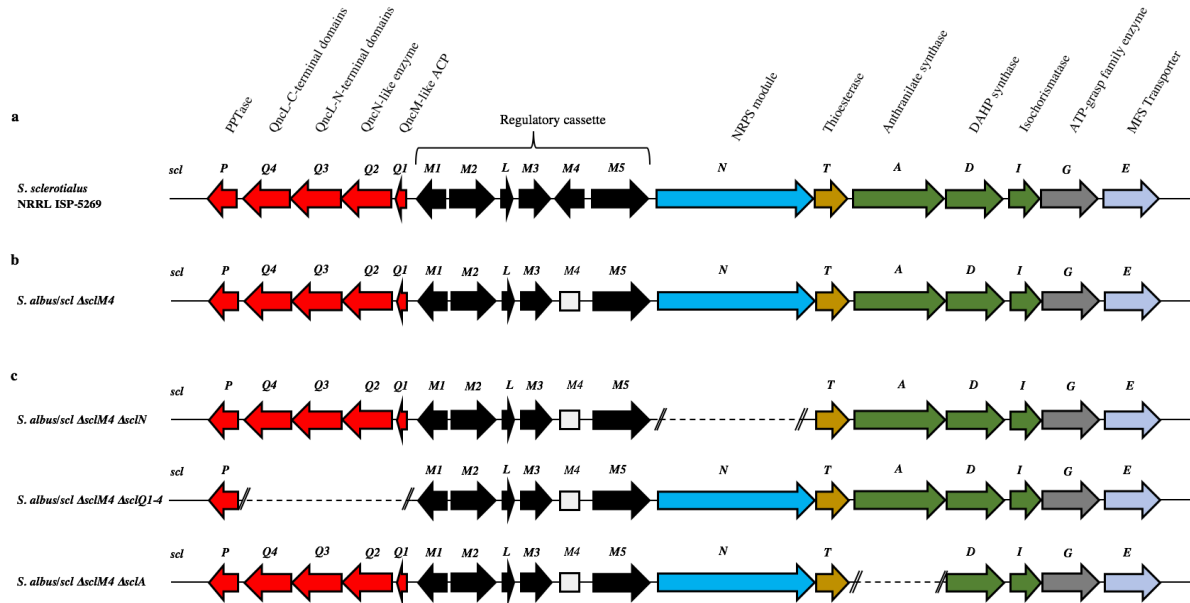 PPTase
QncL-C-terminal domains
QncL-N-terminal domains
QncN-like enzyme
QncM-like ACP
NRPS module
Thioesterase
Anthranilate synthase
DAHP synthase
Isochorismatase
ATP-grasp family enzyme
MFS Transporter
a
Regulatory cassette
scl P Q4 Q3 Q2 Q1 M1 M2 L M3 M4 M5 N T A D I G E
S. sclerotialus
NRRL ISP-5269
b
scl P Q4 Q3 Q2 Q1 M1 M2 L M3 M4 M5 N T A D I G E
S. albus/scl ΔsclM4
c
scl P Q4 Q3 Q2 Q1 M1 M2 L M3 M4 M5 T A D I G E
S. albus/scl ΔsclM4 ΔsclN
scl P M1 M2 L M3 M4 M5 N T A D I G E
S. albus/scl ΔsclM4 ΔsclQ1-4
scl P Q4 Q3 Q2 Q1 M1 M2 L M3 M4 M5 N T D I G E
S. albus/scl ΔsclM4 ΔsclA